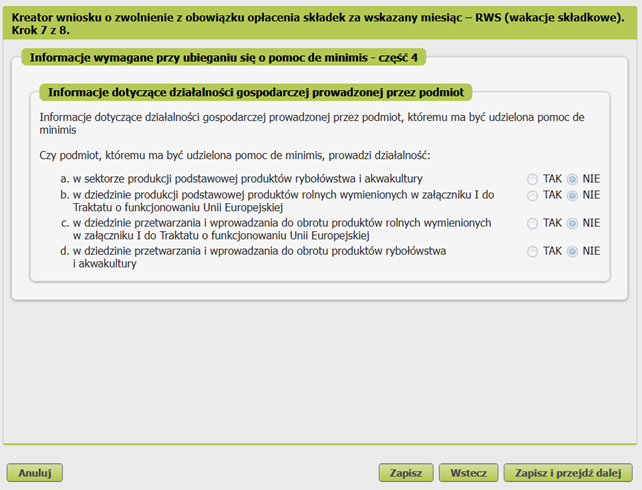 Kreator wniosku o zwolnienie z obowiązku opłacenia składek za wskazany miesiąc – RWS (wakacje składkowe).
Krok 7 z 8.
Informacje wymagane przy ubieganiu się o pomoc de minimis - część 4
Informacje dotyczące działalności gospodarczej prowadzonej przez podmiot
Informacje dotyczące działalności gospodarczej prowadzonej przez podmiot, któremu ma być udzielona pomoc de
minimis
Czy podmiot, któremu ma być udzielona pomoc de minimis, prowadzi działalność:
a. w sektorze produkcji podstawowej produktów rybołówstwa i akwakultury TAK NIE
b. w dziedzinie produkcji podstawowej produktów rolnych wymienionych w załączniku I do TAK NIE
Traktatu o funkcjonowaniu Unii Europejskiej
c. w dziedzinie przetwarzania i wprowadzania do obrotu produktów rolnych wymienionych TAK NIE
w załączniku I do Traktatu o funkcjonowaniu Unii Europejskiej
d. w dziedzinie przetwarzania i wprowadzania do obrotu produktów rybołówstwa TAK NIE
i akwakultury
Anuluj Zapisz Wstecz Zapisz i przejdź dalej